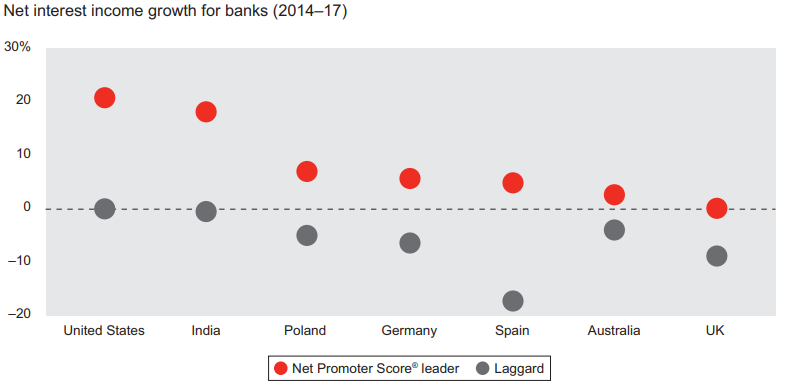 Net interest income growth for banks (2014–17)
30%
20
10
0
–10
–20
United States India Poland Germany Spain Australia UK
Net Promoter Score® leader Laggard